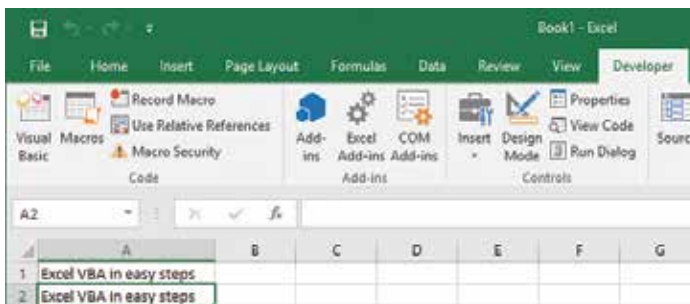 Book1 - Excel
File Home Insert Page Layout Formulas Data Review View Developer
Visual Basic
Macros
Record Macro
Use Relative References
Macro Security
Code
Add-ins
Excel Add-ins
COM Add-ins
Add-ins
Insert
Design Mode
Properties
View Code
Run Dialog
Controls
Sourc
A2
fx
A B C D E F G
1 Excel VBA in easy steps
2 Excel VBA in easy steps